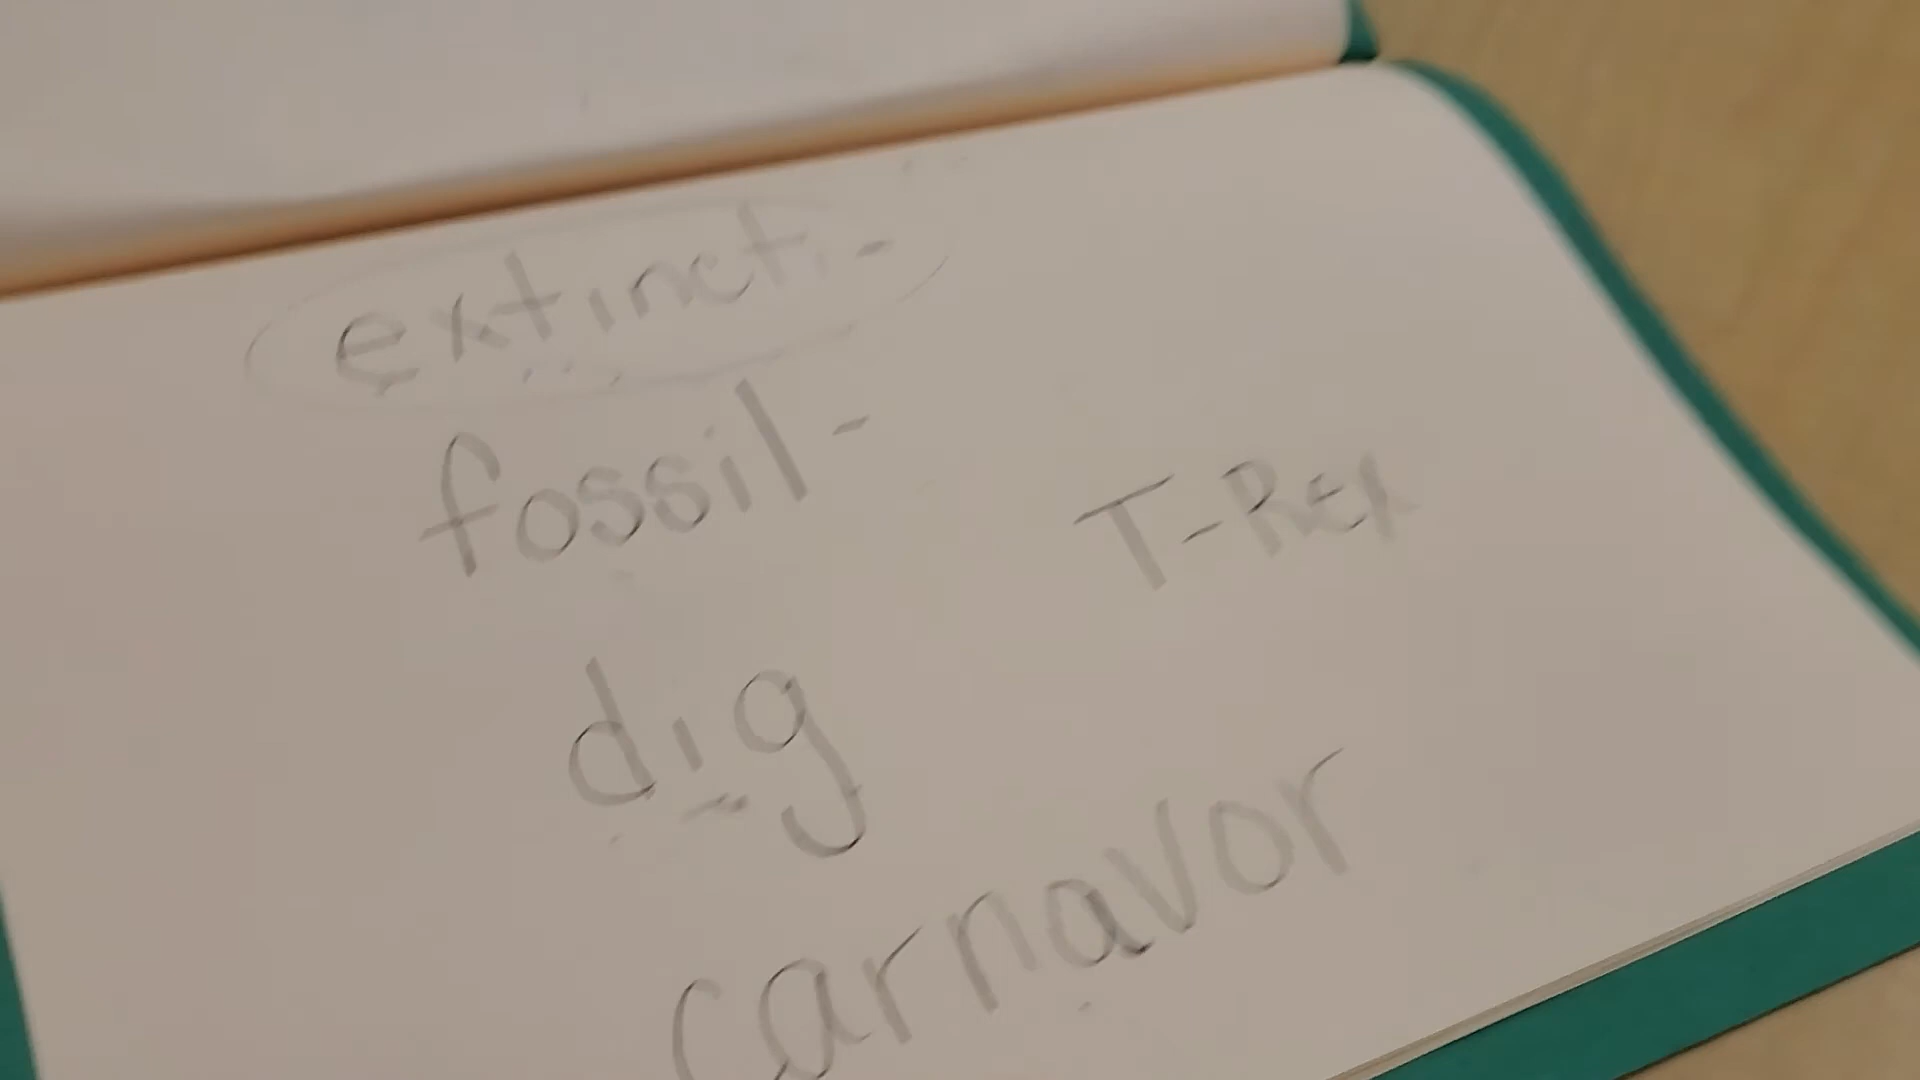 extinct -
fossil -
T-Rex
dig
carnavor